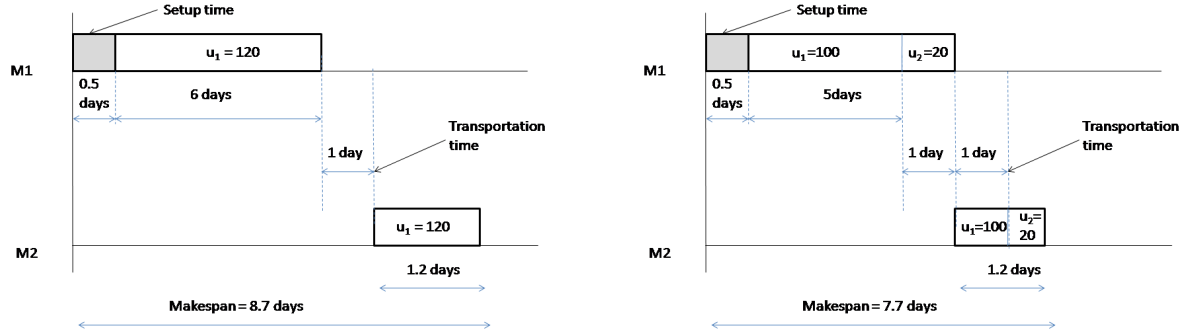 Setup time
u1 = 120
M1
0.5
days
6 days
Transportation
time
1 day
u1 = 120
M2
1.2 days
Makespan = 8.7 days
Setup time
u1=100
u2=20
M1
0.5
days
5days
Transportation
time
1 day
1 day
u1=100
u2=
20
M2
1.2 days
Makespan = 7.7 days